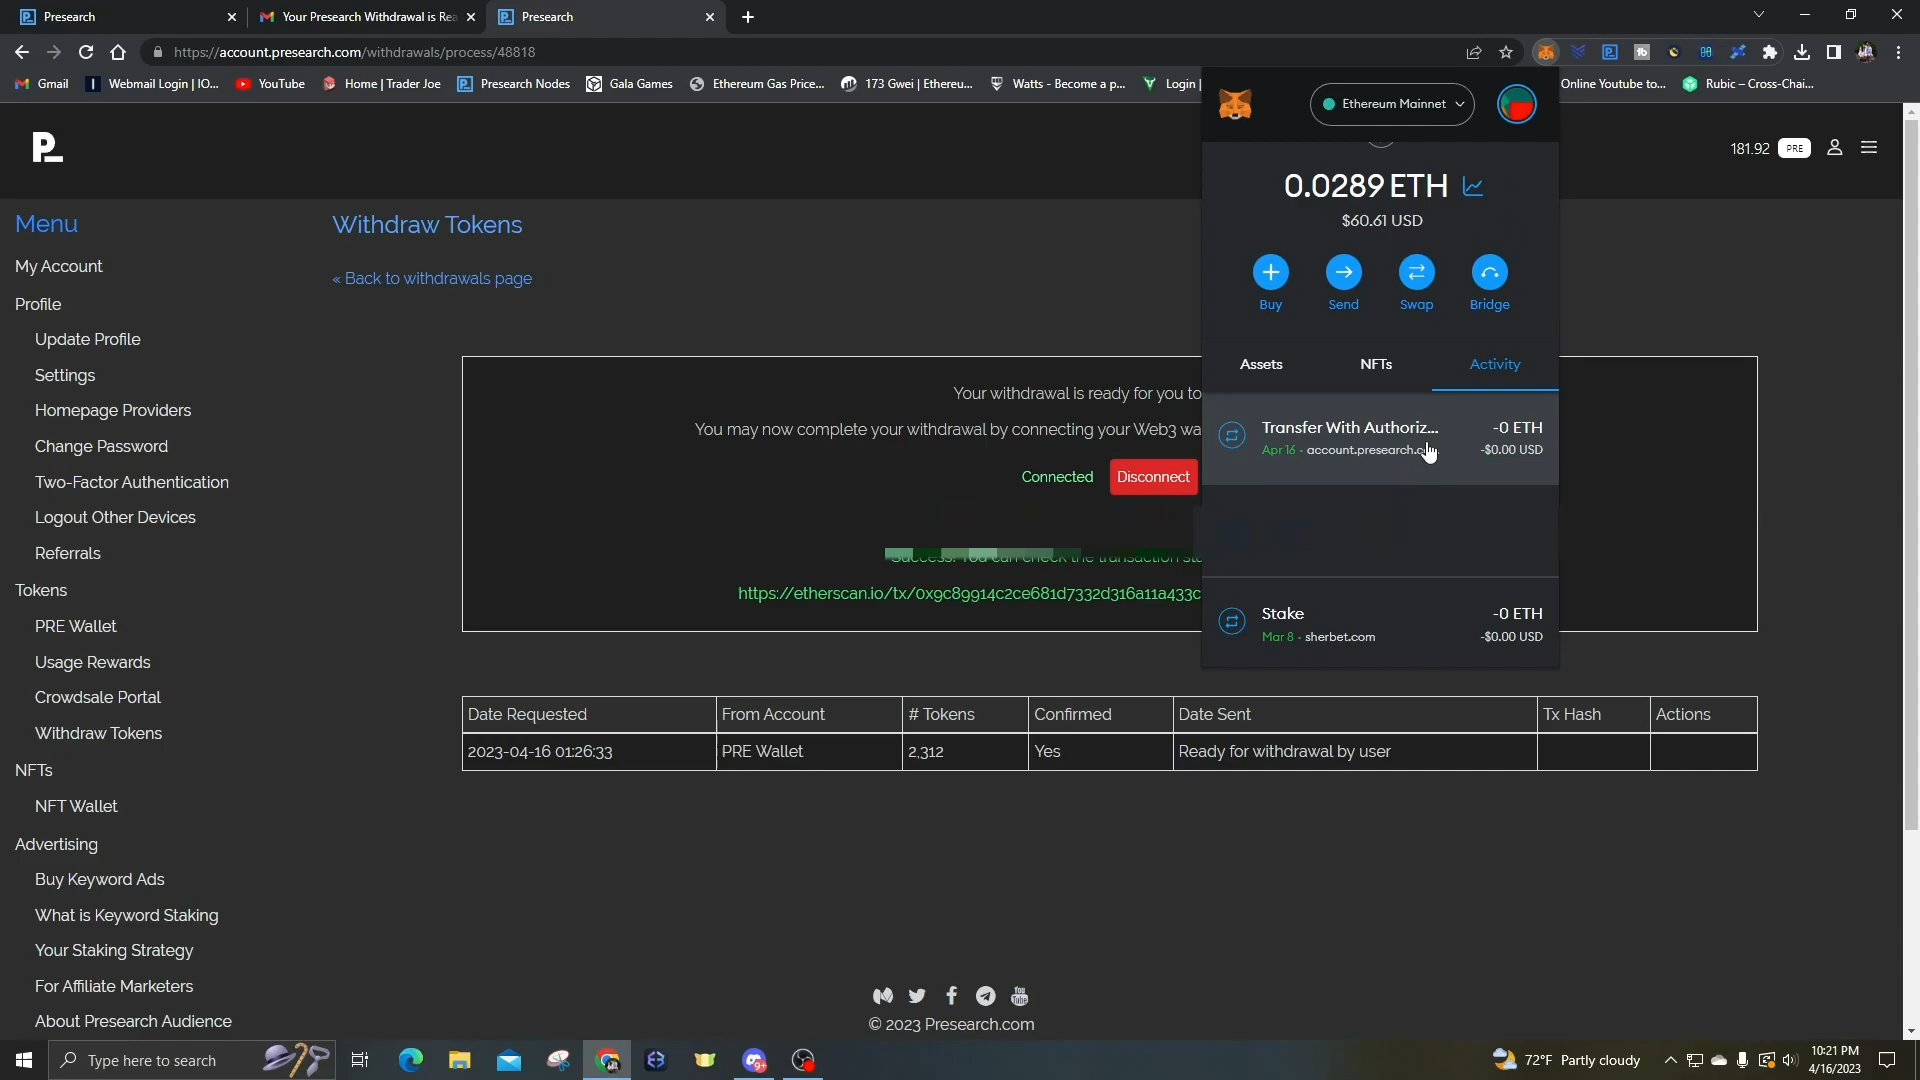 Presearch
Your Presearch Withdrawal is Rea
Presearch
https://account.presearch.com/withdrawals/process/48818
Gmail
Webmail Login | IO...
YouTube
Home | Trader Joe
Presearch Nodes
Gala Games
Ethereum Gas Price...
173 Gwei | Ethereu...
Watts - Become a p...
Login |
Online Youtube to...
Rubic – Cross-Chai...
Ethereum Mainnet
181.92
PRE
0.0289 ETH
$60.61 USD
Buy
Send
Swap
Bridge
Assets
NFTs
Activity
Transfer With Authoriz...
-0 ETH
Apr 16 · account.presearch.c
-$0.00 USD
Stake
-0 ETH
Mar 8 · sherbet.com
-$0.00 USD
Menu
My Account
Profile
Update Profile
Settings
Homepage Providers
Change Password
Two-Factor Authentication
Logout Other Devices
Referrals
Tokens
PRE Wallet
Usage Rewards
Crowdsale Portal
Withdraw Tokens
NFTs
NFT Wallet
Advertising
Buy Keyword Ads
What is Keyword Staking
Your Staking Strategy
For Affiliate Marketers
About Presearch Audience
Withdraw Tokens
« Back to withdrawals page
Your withdrawal is ready for you to
You may now complete your withdrawal by connecting your Web3 wa
Connected
Disconnect
Success! You can check the transaction sta
https://etherscan.io/tx/0x9c89914c2ce681d7332d316a11a433c
Date Requested
From Account
# Tokens
Confirmed
Date Sent
Tx Hash
Actions
2023-04-16 01:26:33
PRE Wallet
2,312
Yes
Ready for withdrawal by user
© 2023 Presearch.com
Type here to search
9+
72°F Partly cloudy
10:21 PM
4/16/2023